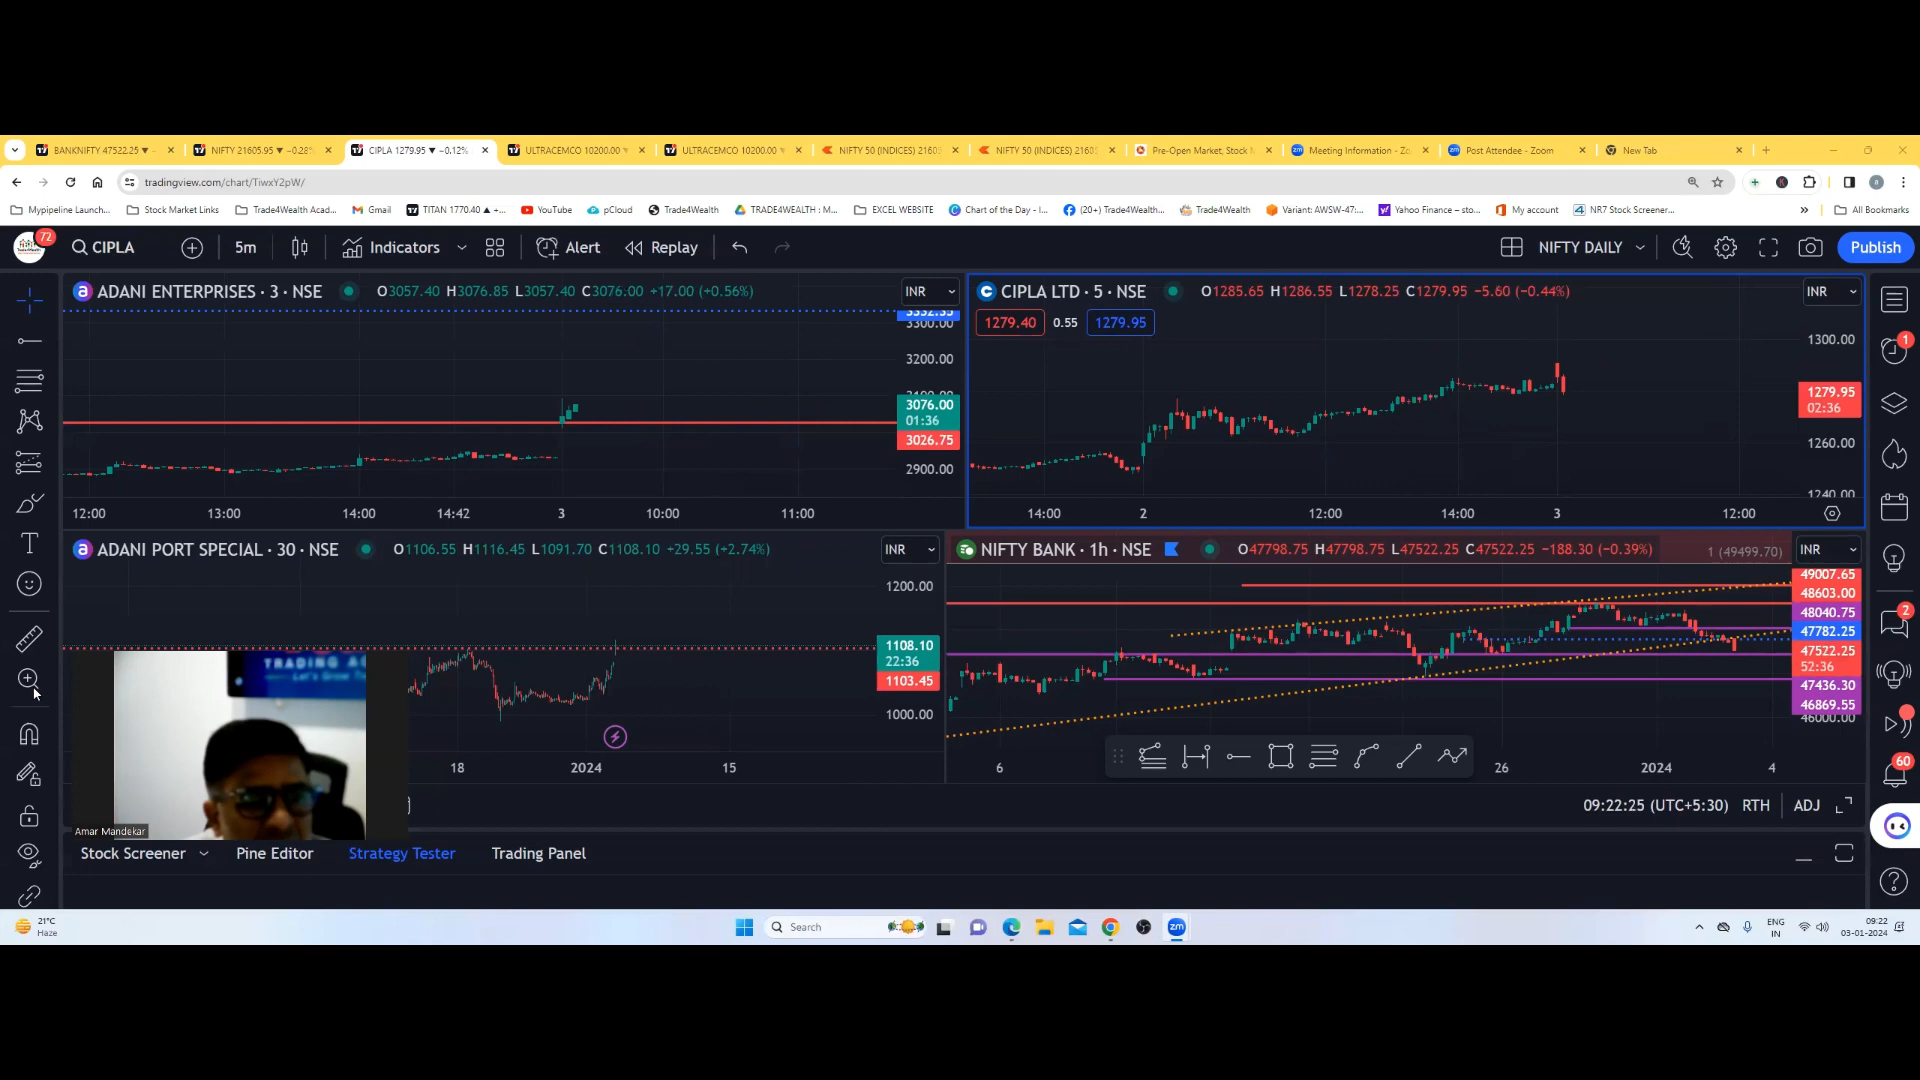 BANKNIFTY 47522.25 ▼
NIFTY 21605.95 ▼ −0.28%
CIPLA 1279.95 ▼ −0.12%
ULTRACEMCO 10200.00 ▼
ULTRACEMCO 10200.00 ▼
NIFTY 50 (INDICES) 2160
NIFTY 50 (INDICES) 2160
Pre-Open Market, Stock
Meeting Information - Zo
Post Attendee - Zoom
New Tab
tradingview.com/chart/TiwxY2pW/
Mypipeline Launch...
Stock Market Links
Trade4Wealth Acad...
Gmail
TITAN 1770.40 ▲ +...
YouTube
pCloud
Trade4Wealth
TRADE4WEALTH : M...
EXCEL WEBSITE
Chart of the Day - I...
(20+) Trade4Wealth...
Trade4Wealth
Variant: AWSW-47:...
Yahoo Finance – sto...
My account
NR7 Stock Screener...
All Bookmarks
72
CIPLA
5m
Indicators
Alert
Replay
NIFTY DAILY
Publish
ADANI ENTERPRISES · 3 · NSE
O3057.40 H3076.85 L3057.40 C3076.00 +17.00 (+0.56%)
INR
3300.00
3200.00
3076.00
01:36
3026.75
2900.00
12:00 13:00 14:00 14:42 3 10:00 11:00
CIPLA LTD · 5 · NSE
O1285.65 H1286.55 L1278.25 C1279.95 −5.60 (−0.44%)
INR
1279.40 0.55 1279.95
1300.00
1279.95
02:36
1260.00
1240.00
14:00 2 12:00 14:00 3 12:00
1
ADANI PORT SPECIAL · 30 · NSE
O1106.55 H1116.45 L1091.70 C1108.10 +29.55 (+2.74%)
INR
1200.00
1108.10
22:36
1103.45
1000.00
18 2024 15
NIFTY BANK · 1h · NSE
O47798.75 H47798.75 L47522.25 C47522.25 −188.30 (−0.39%)
1 (49499.70)
INR
49007.65
48603.00
48040.75
47782.25
47522.25
52:36
47436.30
46869.55
46000.00
6 26 2024 4
2
60
TRADING AC
Amar Mandekar
09:22:25 (UTC+5:30) RTH ADJ
Stock Screener
Pine Editor
Strategy Tester
Trading Panel
21°C
Haze
Search
zm
ENG
IN
09:22
03-01-2024